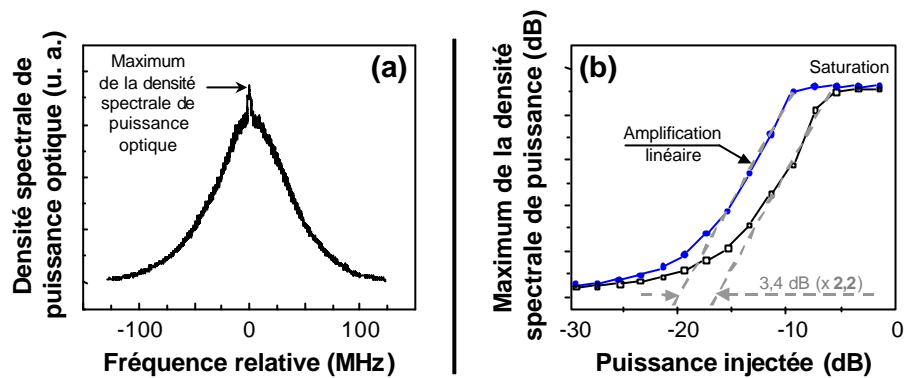 (a)
Maximum
de la densité
spectrale de
puissance
optique
Densité spectrale de
puissance optique (u. a.)
-100
0
100
Fréquence relative (MHz)
(b)
Saturation
Amplification
linéaire
3,4 dB (x 2,2)
Maximum de la densité
spectrale de puissance (dB)
-30
-20
-10
0
Puissance injectée (dB)